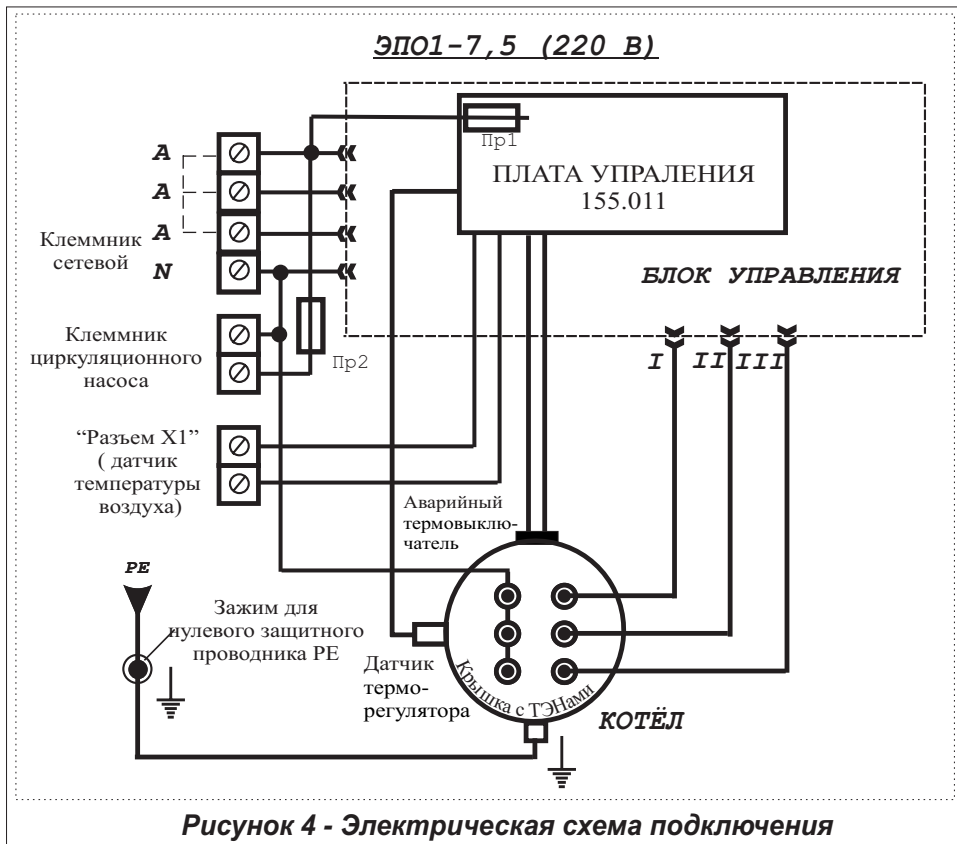 ЭПО1-7,5 (220 В)
Пр1
ПЛАТА УПРАЛЕНИЯ
155.011
А
А
А
N
Клеммник
сетевой
БЛОК УПРАВЛЕНИЯ
Клеммник
циркуляционного
насоса
Пр2
I
II
III
“Разъем Х1”
( датчик
температуры
воздуха)
Аварийный
термовыклю-
чатель
PE
Зажим для
нулевого защитного
проводника РЕ
Датчик
термо-
регулятора
Крышка с ТЭНами
КОТЁЛ
Рисунок 4 - Электрическая схема подключения